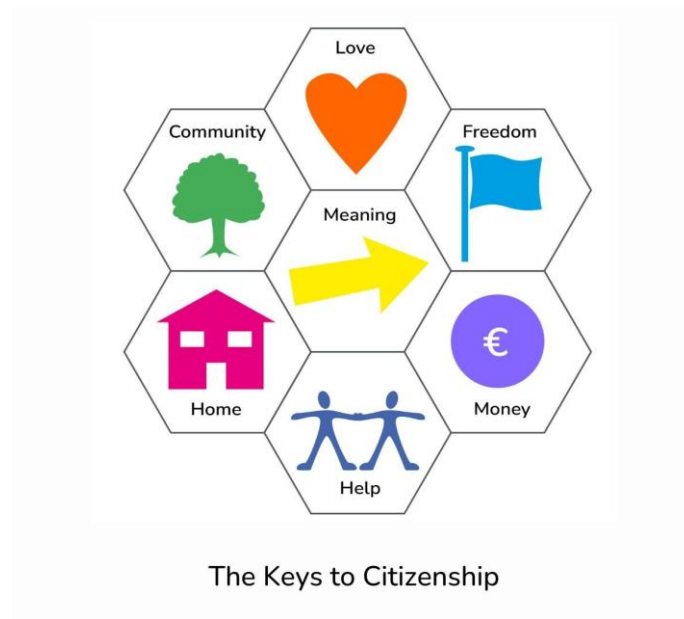 Love
Community
Freedom
Meaning
€
Home
Money
Help
The Keys to Citizenship